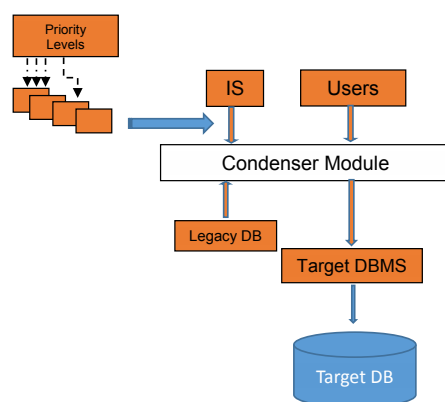 Priority
Levels
IS
Users
Condenser Module
Legacy DB
Target DBMS
Target DB